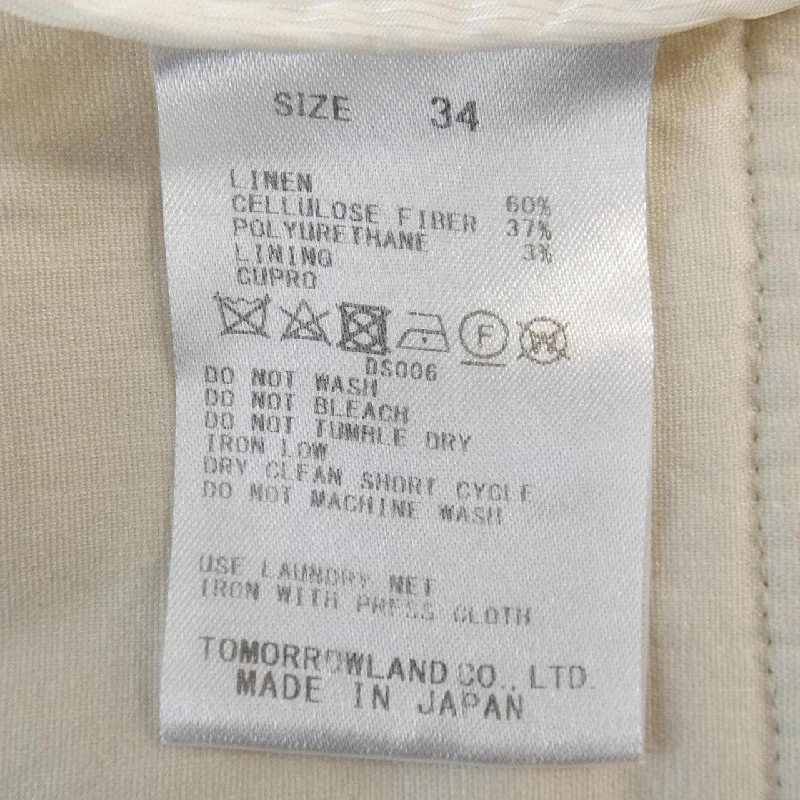 SIZE 34
LINEN 60%
CELLULOSE FIBER 37%
POLYURETHANE 3%
LINING
CUPRO
F W
DS006
DO NOT WASH
DO NOT BLEACH
DO NOT TUMBLE DRY
IRON LOW
DRY CLEAN SHORT CYCLE
DO NOT MACHINE WASH
USE LAUNDRY NET
IRON WITH PRESS CLOTH
TOMORROWLAND CO., LTD.
MADE IN JAPAN